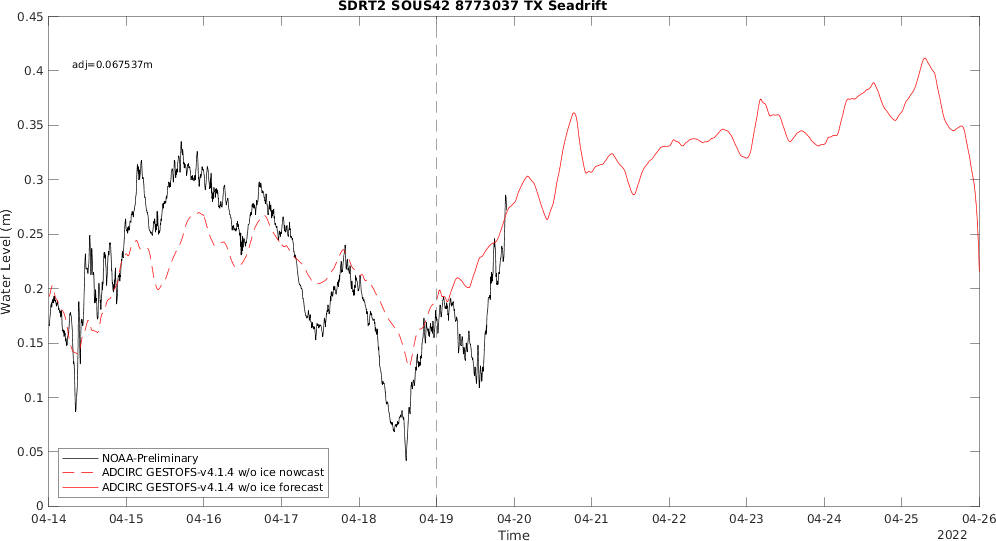 SDRT2 SOUS42 8773037 TX Seadrift
adj=0.067537m
Water Level (m)
0.45
0.4
0.35
0.3
0.25
0.2
0.15
0.1
0.05
0
NOAA-Preliminary
ADCIRC GESTOFS-v4.1.4 w/o ice nowcast
ADCIRC GESTOFS-v4.1.4 w/o ice forecast
04-14 04-15 04-16 04-17 04-18 04-19 04-20 04-21 04-22 04-23 04-24 04-25 04-26
Time
2022